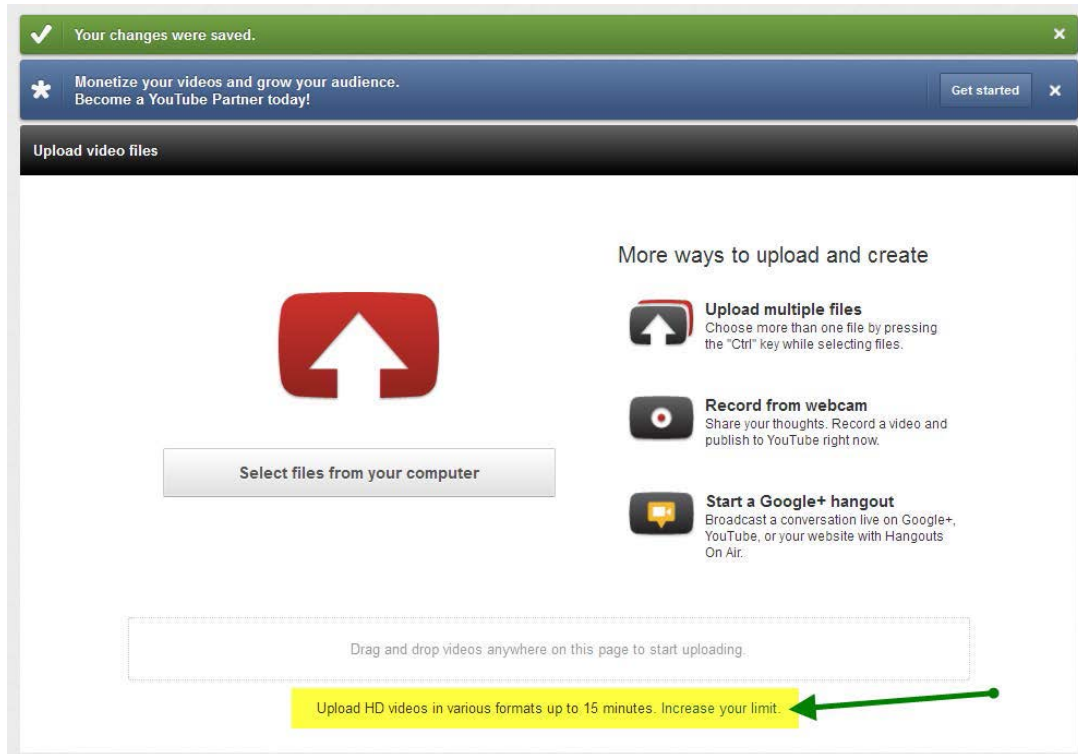 Your changes were saved.
Monetize your videos and grow your audience.
Become a YouTube Partner today!
Get started
Upload video files
Select files from your computer
More ways to upload and create
Upload multiple files
Choose more than one file by pressing
the "Ctrl" key while selecting files.
Record from webcam
Share your thoughts. Record a video and
publish to YouTube right now.
Start a Google+ hangout
Broadcast a conversation live on Google+,
YouTube, or your website with Hangouts
On Air.
Drag and drop videos anywhere on this page to start uploading.
Upload HD videos in various formats up to 15 minutes. Increase your limit.